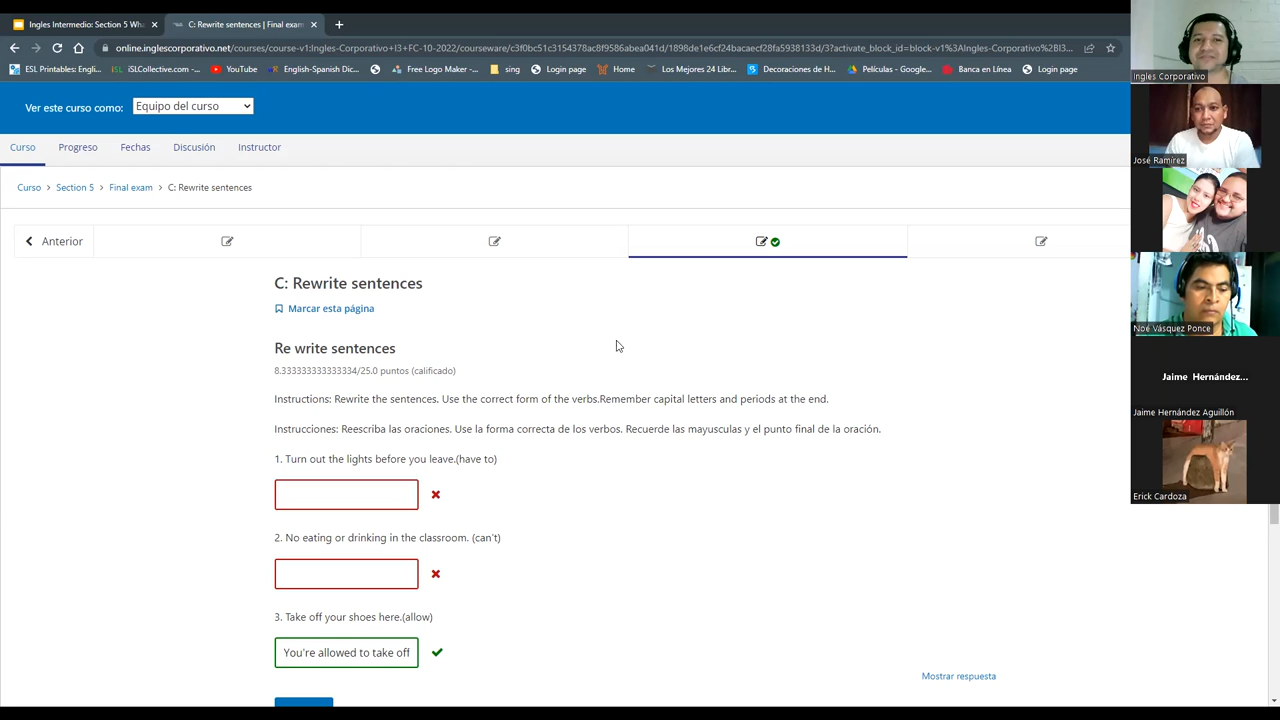 Ingles Intermedio: Section 5 Wha
C: Rewrite sentences | Final exam
online.inglescorporativo.net/courses/course-v1:Ingles-Corporativo+I3+FC-10-2022/courseware/c3f0bc51c3154378ac8f9586abea041d/1898de1e6cf24bacaecf28fa5938133d/3?activate_block_id=block-v1%3AIngles-Corporativo%2BI3...
ESL Printables: Engli...
iSLCollective.com -...
YouTube
English-Spanish Dic...
Free Logo Maker -...
sing
Login page
Home
Los Mejores 24 Libr...
Decoraciones de H...
Películas - Google...
Banca en Línea
Login page
Ver este curso como:
Equipo del curso
Curso
Progreso
Fechas
Discusión
Instructor
Curso > Section 5 > Final exam > C: Rewrite sentences
Anterior
C: Rewrite sentences
Marcar esta página
Re write sentences
8.333333333333334/25.0 puntos (calificado)
Instructions: Rewrite the sentences. Use the correct form of the verbs.Remember capital letters and periods at the end.
Instrucciones: Reescriba las oraciones. Use la forma correcta de los verbos. Recuerde las mayusculas y el punto final de la oración.
1. Turn out the lights before you leave.(have to)
2. No eating or drinking in the classroom. (can't)
3. Take off your shoes here.(allow)
You're allowed to take off
Mostrar respuesta
Ingles Corporativo
José Ramírez
Noé Vásquez Ponce
Jaime Hernández...
Jaime Hernández Aguillón
Erick Cardoza